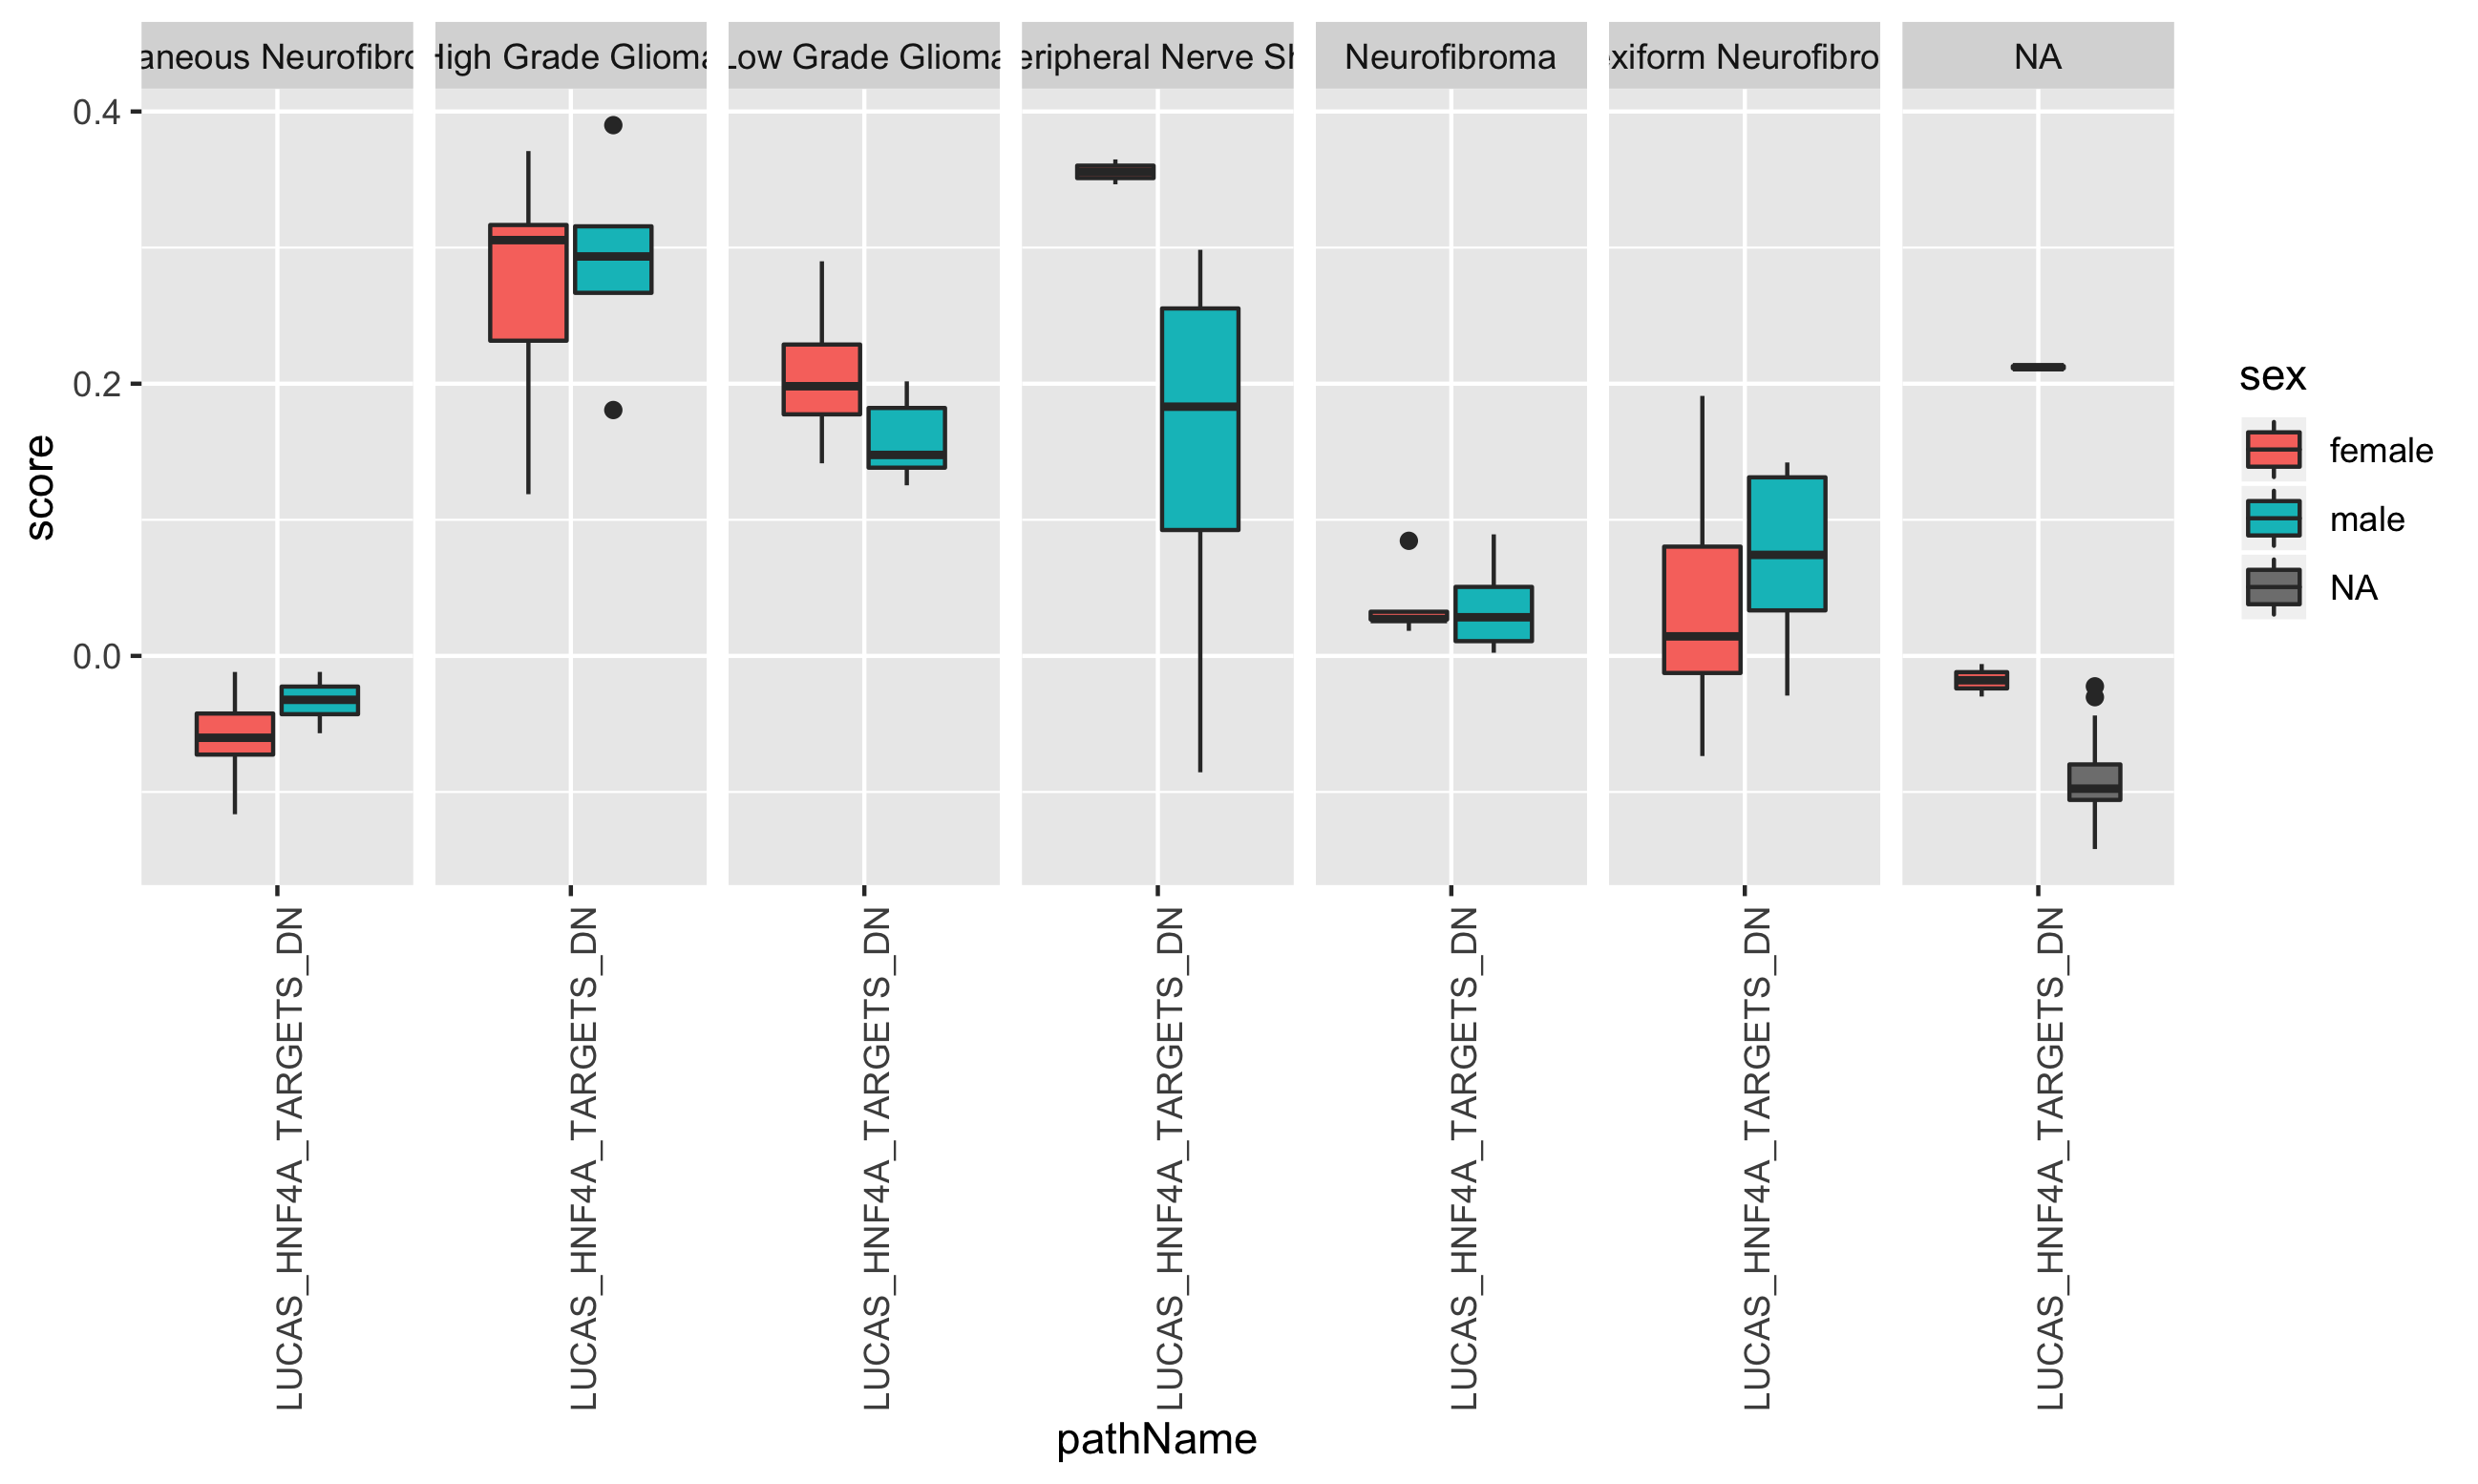 aneous Neurofibro
High Grade Glioma
Low Grade Glioma
eripheral Nerve Sh
Neurofibroma
exiform Neurofibro
NA
0.4
0.2
0.0
score
LUCAS_HNF4A_TARGETS_DN
LUCAS_HNF4A_TARGETS_DN
LUCAS_HNF4A_TARGETS_DN
LUCAS_HNF4A_TARGETS_DN
LUCAS_HNF4A_TARGETS_DN
LUCAS_HNF4A_TARGETS_DN
LUCAS_HNF4A_TARGETS_DN
pathName
sex
female
male
NA